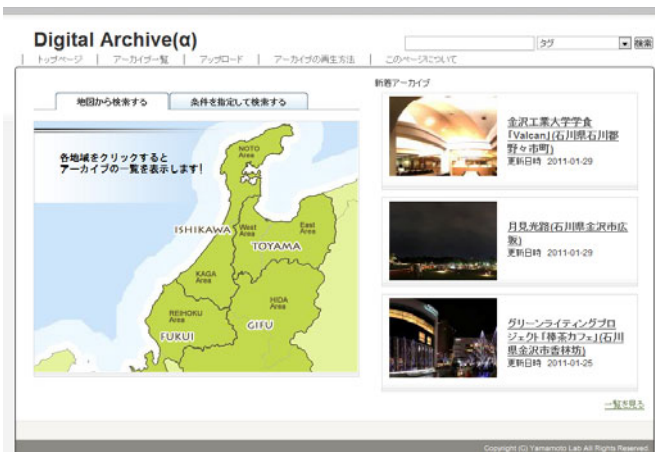 Digital Archive(α)
タグ
検索
トップページ | アーカイブ一覧 | アップロード | アーカイブの再生方法 | このページについて
新着アーカイブ
地図から検索する
条件を指定して検索する
各地域をクリックすると
アーカイブの一覧を表示します!
NOTO
Area
ISHIKAWA
West
Area
East
Area
TOYAMA
KAGA
Area
REIHOKU
Area
HIDA
Area
FUKUI
GIFU
金沢工業大学学食
「Valcan」(石川県石川郡
野々市町)
更新日時 2011-01-29
月見光路(石川県金沢市広
坂)
更新日時 2011-01-29
グリーンライティングプロ
ジェクト「棒茶カフェ」(石川
県金沢市香林坊)
更新日時 2011-01-25
一覧を見る
Copyright (C) Yamamoto Lab All Rights Reserved.